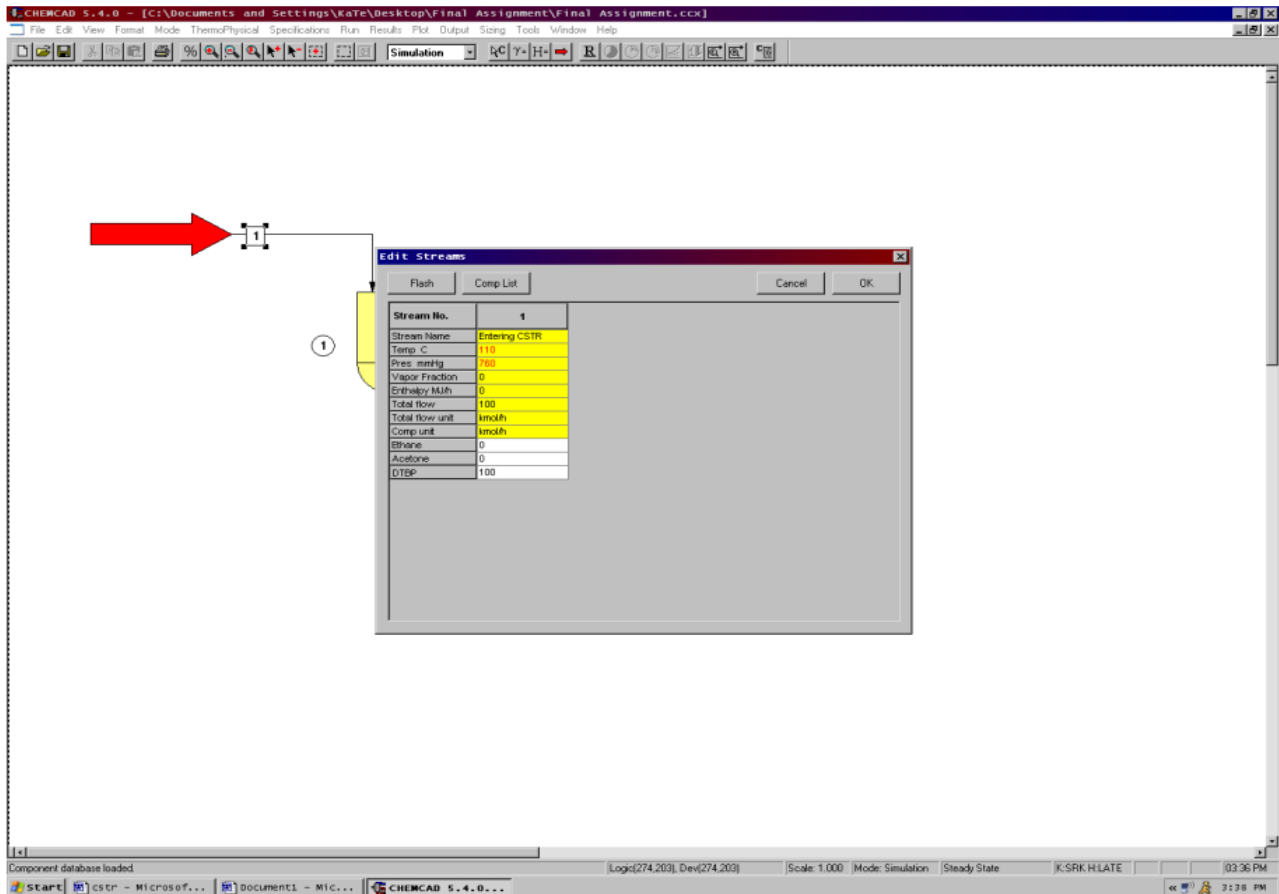 CHEMCAD 5.4.0 - [C:\Documents and Settings\KaTe\Desktop\Final Assignment\Final Assignment.ccx]
File Edit View Format Mode ThermoPhysical Specifications Run Results Plot Output Sizing Tools Window Help
Simulation
R
1
Edit Streams
Flash Comp List Cancel OK
Stream No. 1
Stream Name Entering CSTR
Temp C 110
Pres mmHg 760
Vapor Fraction 0
Enthalpy MJ/h 0
Total flow 100
Total flow unit kmol/h
Comp unit kmol/h
Ethane 0
Acetone 0
DTBP 100
1
Component database loaded. Logic(274,203), Dev(274,203) Scale: 1.000 Mode: Simulation Steady State K:SRK H:LATE 03:36 PM
Start cstr - Microsof... Document1 - Mic... CHEMCAD 5.4.0... 3:36 PM